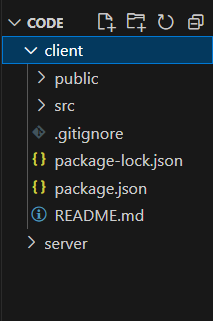 CODE
client
public
src
.gitignore
package-lock.json
package.json
README.md
server